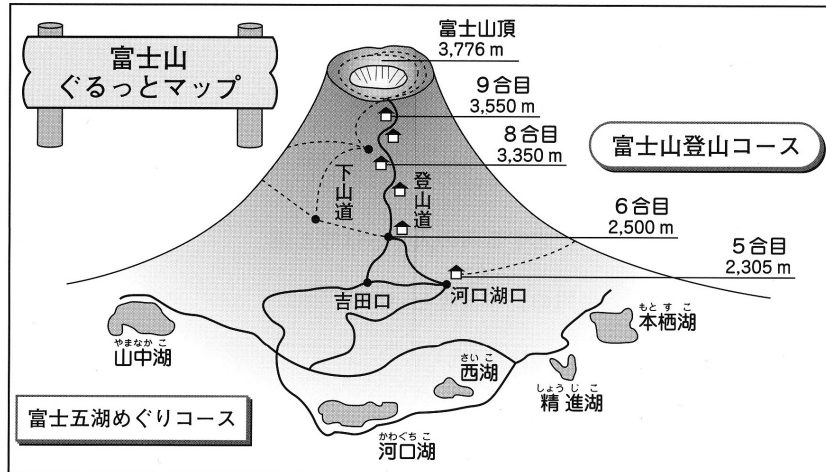 富士山
ぐるっとマップ
富士山頂
3,776 m
9合目
3,550 m
8合目
3,350 m
富士山登山コース
下山道
登山道
6合目
2,500 m
5合目
2,305 m
吉田口
河口湖口
もとすこ
本栖湖
やまなかこ
山中湖
さいこ
西湖
しょうじこ
精進湖
富士五湖めぐりコース
かわぐちこ
河口湖